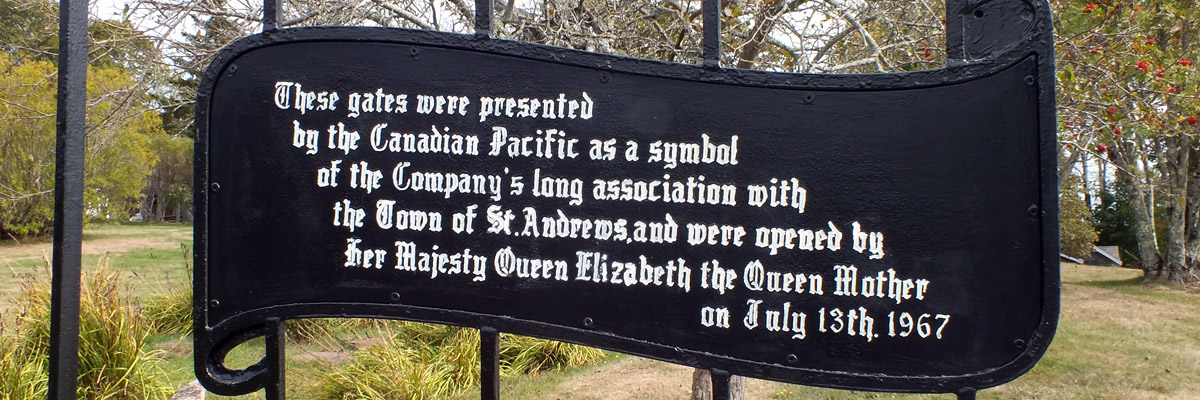 These gates were presented
by the Canadian Pacific as a symbol
of the Company's long association with
the Town of St. Andrews, and were opened by
Her Majesty Queen Elizabeth the Queen Mother
on July 13th. 1967